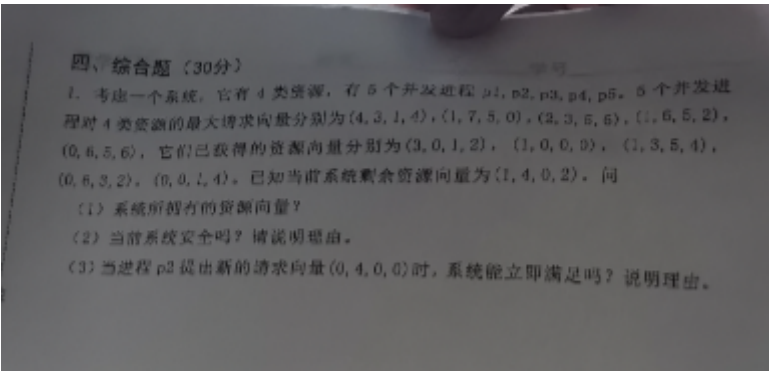 四、综合题（30分）
1. 考虑一个系统，它有 4 类资源，有 5 个并发进程 p1, p2, p3, p4, p5。5 个并发进
程对 4 类资源的最大请求向量分别为(4, 3, 1, 4)，(1, 7, 5, 0)，(2, 3, 5, 6)，( , 6, 5, 2)，
(0, 6, 5, 6)，它们已获得的资源向量分别为(3, 0, 1, 2)，(1, 0, 0, 0)，(1, 3, 5, 4)，
(0, 6, 3, 2)，(0, 0, 1, 4)。已知当前系统剩余资源向量为(1, 4, 0, 2)。问
（1）系统所拥有的资源向量？
（2）当前系统安全吗？请说明理由。
（3）当进程 p2 提出新的请求向量(0, 4, 0, 0)时，系统能立即满足吗？说明理由。